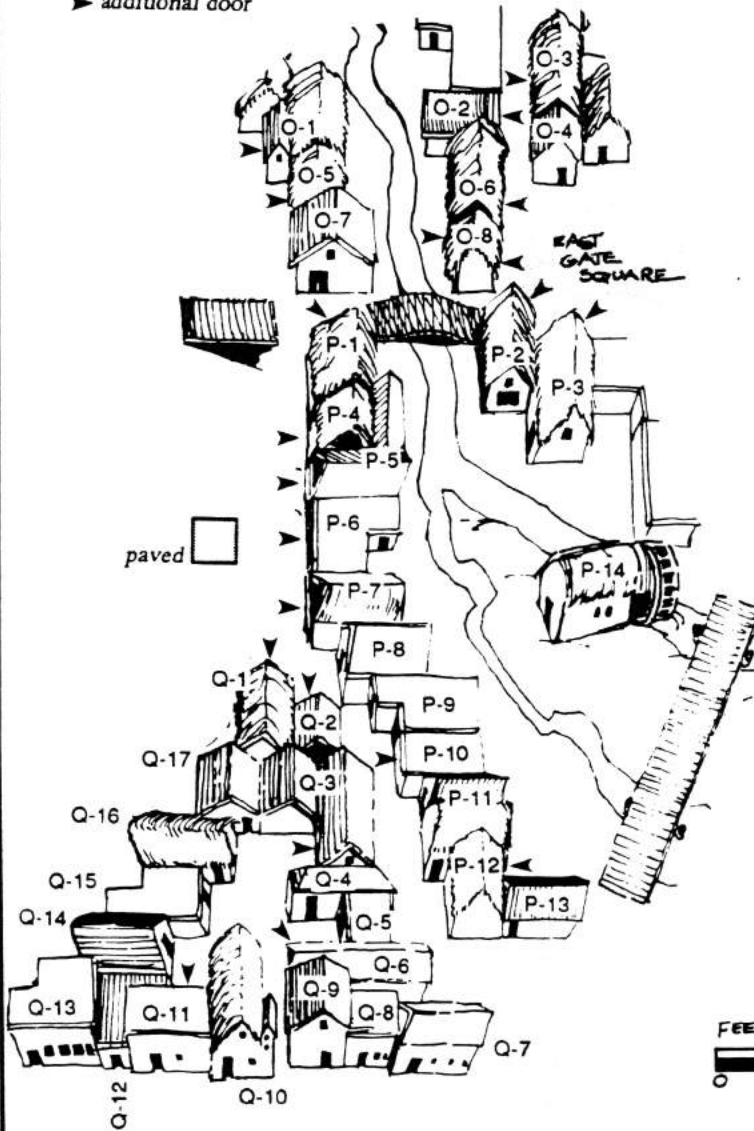 additional door
O-3
O-2
O-1
O-4
O-5
O-6
O-7
O-8
EAST
GATE
SQUARE
P-1
P-2
P-3
P-4
P-5
P-6
paved
P-14
P-7
P-8
Q-1
P-9
Q-2
Q-17
P-10
Q-3
P-11
Q-16
P-12
Q-15
Q-4
P-13
Q-14
Q-5
Q-6
Q-9
Q-13
Q-11
Q-8
Q-7
FEE
0
Q-10
Q-12